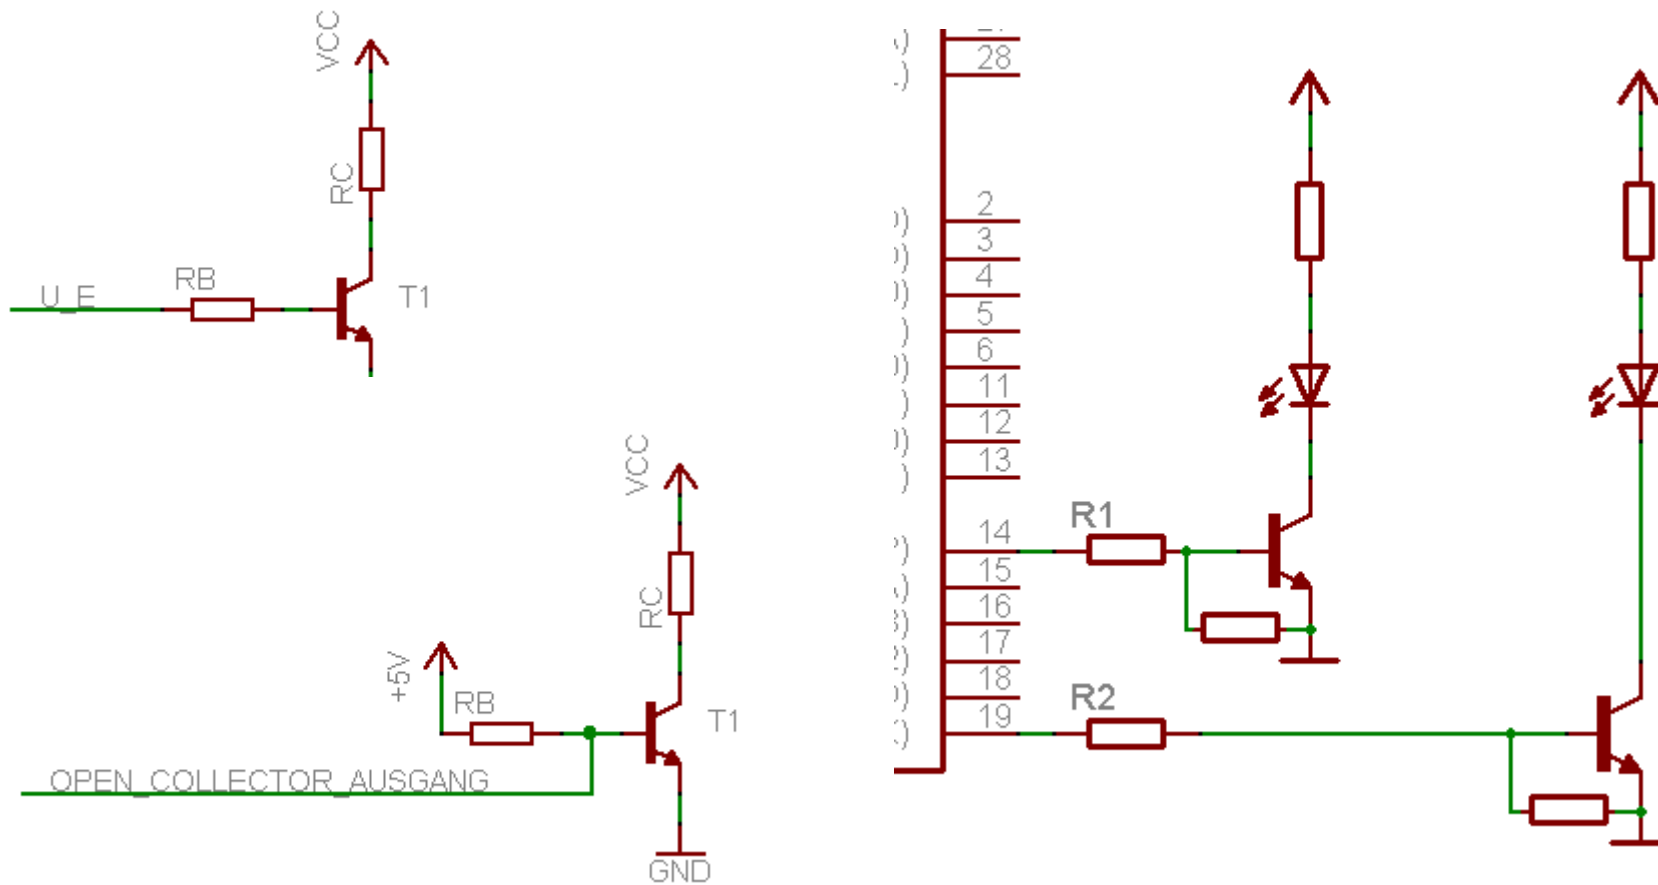 VCC
RC
RB
U_E
T1
VCC
RC
+5V
RB
T1
OPEN_COLLECTOR_AUSGANG
GND
28
2
3
4
5
6
11
12
13
14
R1
15
16
17
18
19
R2